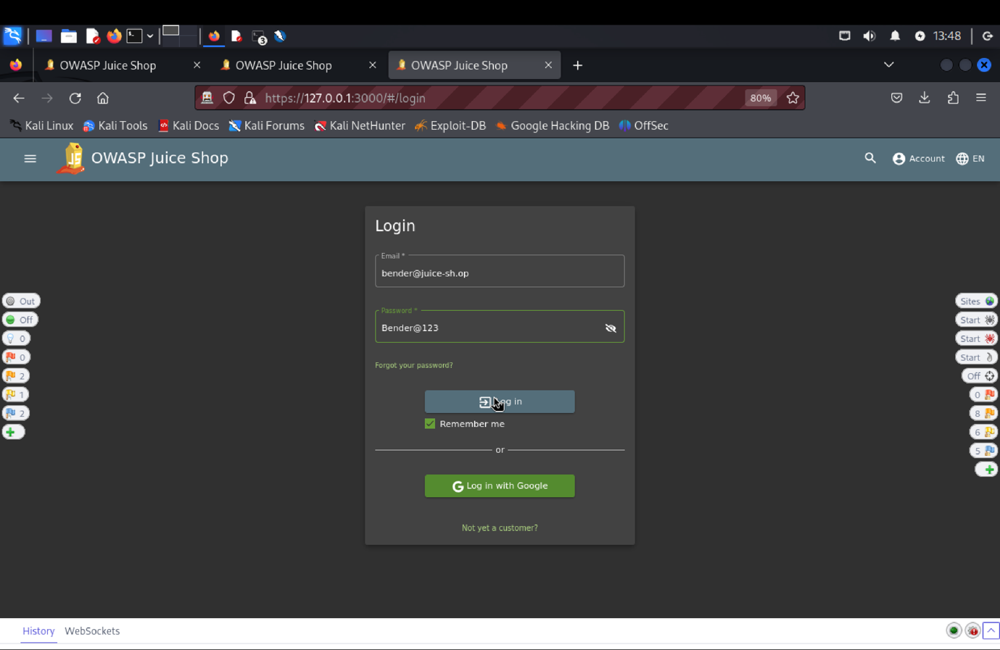 3
13:48
OWASP Juice Shop
OWASP Juice Shop
OWASP Juice Shop
https://127.0.0.1:3000/#/login
80%
Kali Linux
Kali Tools
Kali Docs
Kali Forums
Kali NetHunter
Exploit-DB
Google Hacking DB
OffSec
JS
OWASP Juice Shop
Account
EN
Login
Email *
bender@juice-sh.op
Password *
Bender@123
Forgot your password?
Log in
Remember me
or
G Log in with Google
Not yet a customer?
Out
Off
0
0
2
1
2
Sites
Start
Start
Start
Off
0
8
6
5
History
WebSockets